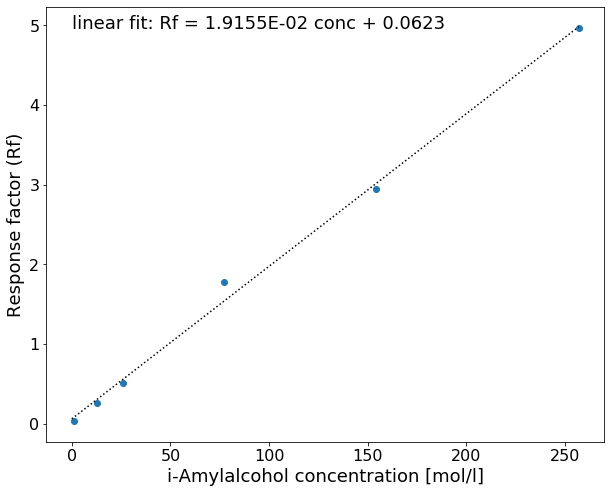 linear fit: Rf = 1.9155E-02 conc + 0.0623
5
4
3
2
1
0
Response factor (Rf)
0 50 100 150 200 250
i-Amylalcohol concentration [mol/l]